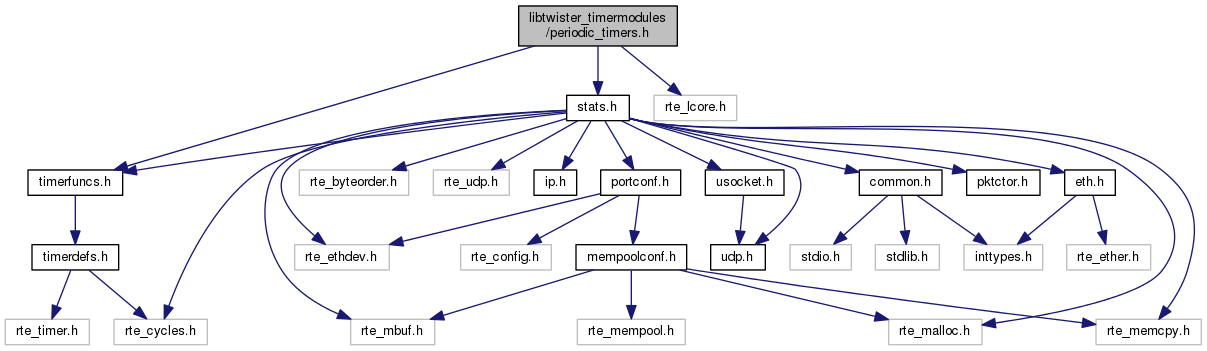 libtwister_timermodules
/periodic_timers.h
stats.h
rte_lcore.h
timerfuncs.h
rte_byteorder.h
rte_udp.h
ip.h
portconf.h
usocket.h
common.h
pktctor.h
eth.h
timerdefs.h
rte_ethdev.h
rte_config.h
mempoolconf.h
udp.h
stdio.h
stdlib.h
inttypes.h
rte_ether.h
rte_timer.h
rte_cycles.h
rte_mbuf.h
rte_mempool.h
rte_malloc.h
rte_memcpy.h